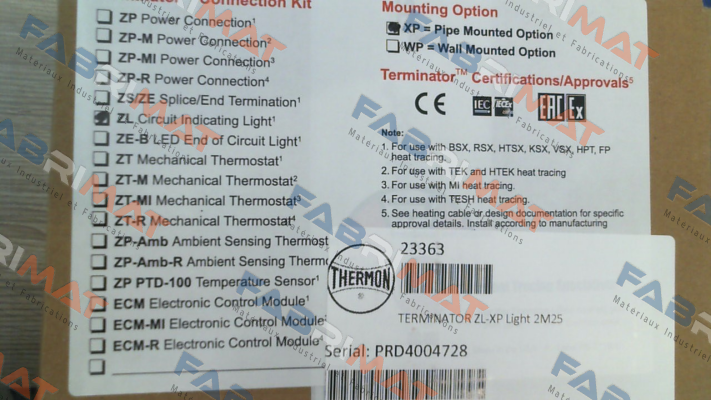 Connection Kit
ZP Power Connection¹
ZP-M Power Connection²
ZP-MI Power Connection³
ZP-R Power Connection⁴
ZS/ZE Splice/End Termination¹
ZL Circuit Indicating Light¹
ZE-B LED End of Circuit Light¹
ZT Mechanical Thermostat¹
ZT-M Mechanical Thermostat²
ZT-MI Mechanical Thermostat³
ZT-R Mechanical Thermostat⁴
ZP-Amb Ambient Sensing Thermost
ZP-Amb-R Ambient Sensing Thermo
ZP PTD-100 Temperature Sensor¹
ECM Electronic Control Module¹
ECM-MI Electronic Control Module²
ECM-R Electronic Control Module⁴
Mounting Option
XP = Pipe Mounted Option
WP = Wall Mounted Option
Terminator™ Certifications/Approvals⁵
CE IEC IECEx EAC Ex
Note:
1. For use with BSX, RSX, HTSX, KSX, VSX, HPT, FP
heat tracing.
2. For use with TEK and HTEK heat tracing
3. For use with MI heat tracing.
4. For use with TESH heat tracing.
5. See heating cable or design documentation for specific
approval details. Install according to manufacturing
THERMON
®
23363
TERMINATOR ZL-XP Light 2M25
Serial: PRD4004728
FABRIMAT
Materiaux Industriel et Fabrications